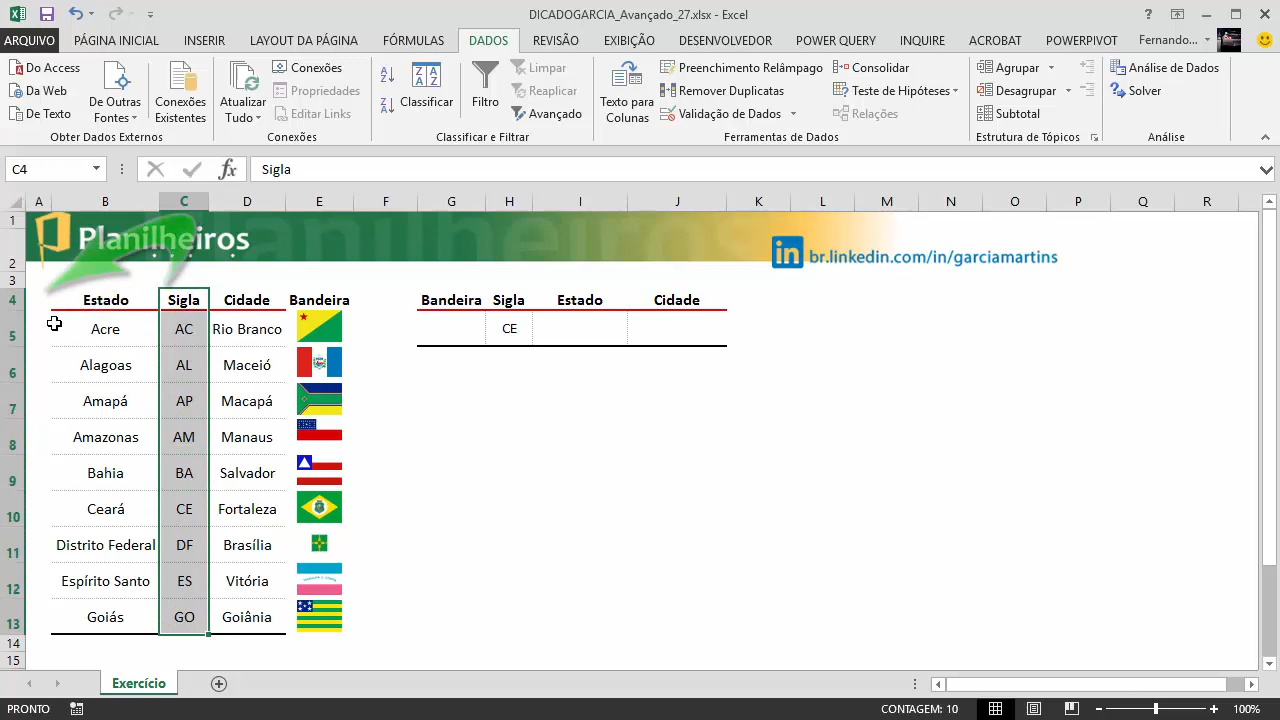 DICADOGARCIA_Avançado_27.xlsx - Excel
ARQUIVO PÁGINA INICIAL INSERIR LAYOUT DA PÁGINA FÓRMULAS DADOS REVISÃO EXIBIÇÃO DESENVOLVEDOR POWER QUERY INQUIRE ACROBAT POWERPIVOT Fernando...
Do Access
Da Web
De Texto
De Outras Fontes
Conexões Existentes
Obter Dados Externos
Atualizar Tudo
Conexões
Propriedades
Editar Links
Conexões
Classificar
Filtro
Limpar
Reaplicar
Avançado
Classificar e Filtrar
Texto para Colunas
Preenchimento Relâmpago
Remover Duplicatas
Validação de Dados
Consolidar
Teste de Hipóteses
Relações
Ferramentas de Dados
Agrupar
Desagrupar
Subtotal
Estrutura de Tópicos
Análise de Dados
Solver
Análise
C4 fx Sigla
A B C D E F G H I J K L M N O P Q R
1
Planilheiros
br.linkedin.com/in/garciamartins
2
3
4 Estado Sigla Cidade Bandeira Bandeira Sigla Estado Cidade
5 Acre AC Rio Branco CE
6 Alagoas AL Maceió
7 Amapá AP Macapá
8 Amazonas AM Manaus
9 Bahia BA Salvador
10 Ceará CE Fortaleza
11 Distrito Federal DF Brasília
12 Espírito Santo ES Vitória
13 Goiás GO Goiânia
14
15
Exercício
PRONTO CONTAGEM: 10 100%